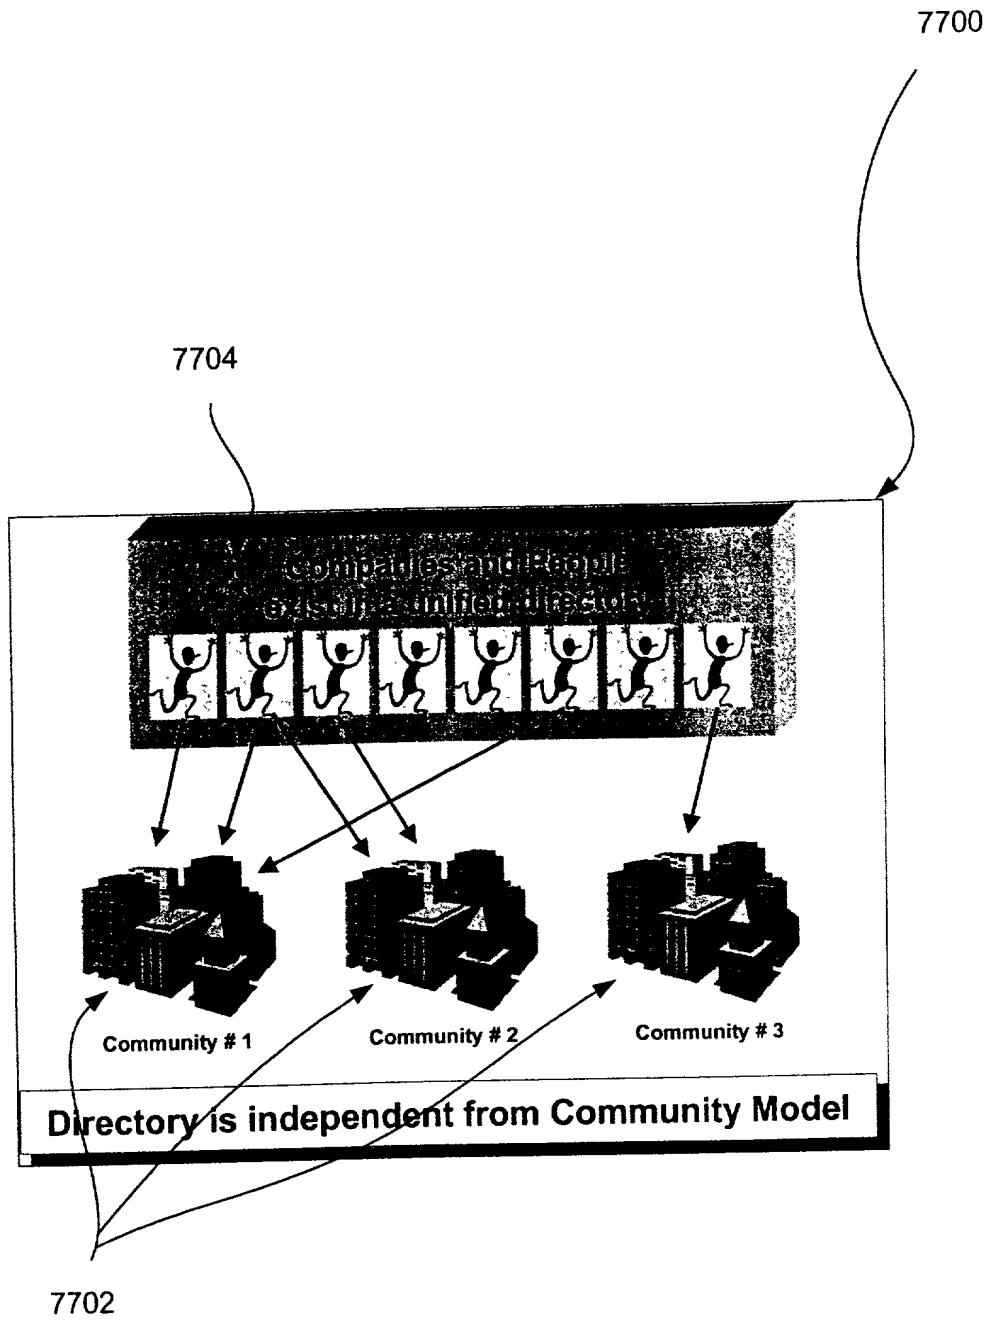 7700
7704
Companies and People
exist in a unified directory
Community # 1
Community # 2
Community # 3
Directory is independent from Community Model
7702